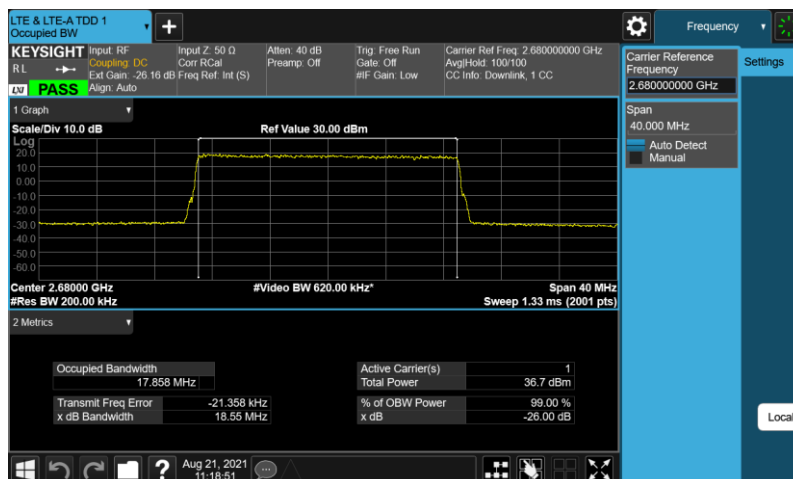 LTE & LTE-A TDD 1
Occupied BW
Frequency
KEYSIGHT
R L
LXI
PASS
Input: RF
Coupling: DC
Ext Gain: -26.16 dB
Align: Auto
Input Z: 50 Ω
Corr RCal
Freq Ref: Int (S)
Atten: 40 dB
Preamp: Off
Trig: Free Run
Gate: Off
#IF Gain: Low
Carrier Ref Freq: 2.680000000 GHz
Avg|Hold: 100/100
CC Info: Downlink, 1 CC
Carrier Reference
Frequency
2.680000000 GHz
Settings
Span
40.000 MHz
Auto Detect
Manual
1 Graph
Scale/Div 10.0 dB
Ref Value 30.00 dBm
Log
20.0
10.0
0.00
-10.0
-20.0
-30.0
-40.0
-50.0
-60.0
Center 2.68000 GHz
#Video BW 620.00 kHz*
Span 40 MHz
#Res BW 200.00 kHz
Sweep 1.33 ms (2001 pts)
2 Metrics
Occupied Bandwidth
17.858 MHz
Active Carrier(s) 1
Total Power 36.7 dBm
Transmit Freq Error -21.358 kHz
x dB Bandwidth 18.55 MHz
% of OBW Power 99.00 %
x dB -26.00 dB
Local
?
Aug 21, 2021
11:18:51